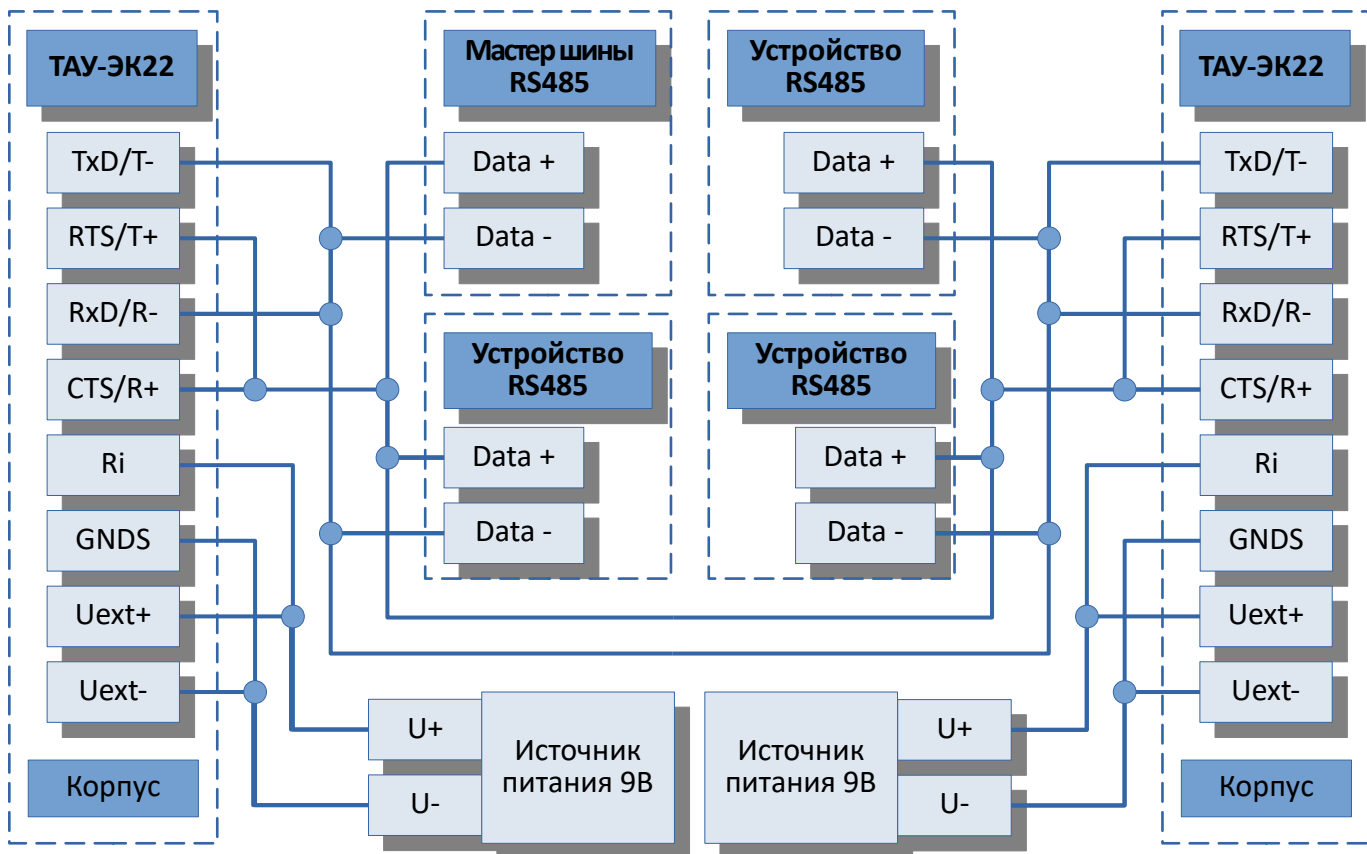 ТАУ-ЭК22
TxD/T-
RTS/T+
RxD/R-
CTS/R+
Ri
GNDS
Uext+
Uext-
Корпус
Мастер шины
RS485
Data +
Data -
Устройство
RS485
Data +
Data -
Устройство
RS485
Data +
Data -
Устройство
RS485
Data +
Data -
U+
U-
Источник
питания 9В
Источник
питания 9В
U+
U-
ТАУ-ЭК22
TxD/T-
RTS/T+
RxD/R-
CTS/R+
Ri
GNDS
Uext+
Uext-
Корпус